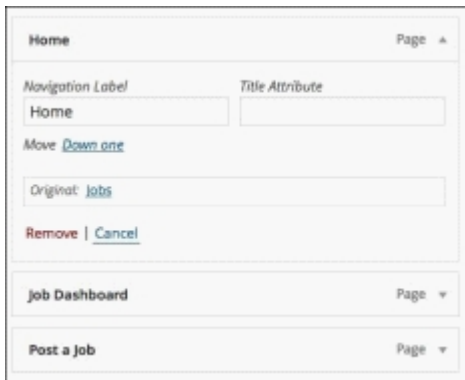 Home Page
Navigation Label Title Attribute
Home
Move Down one
Original: Jobs
Remove | Cancel
Job Dashboard Page
Post a Job Page